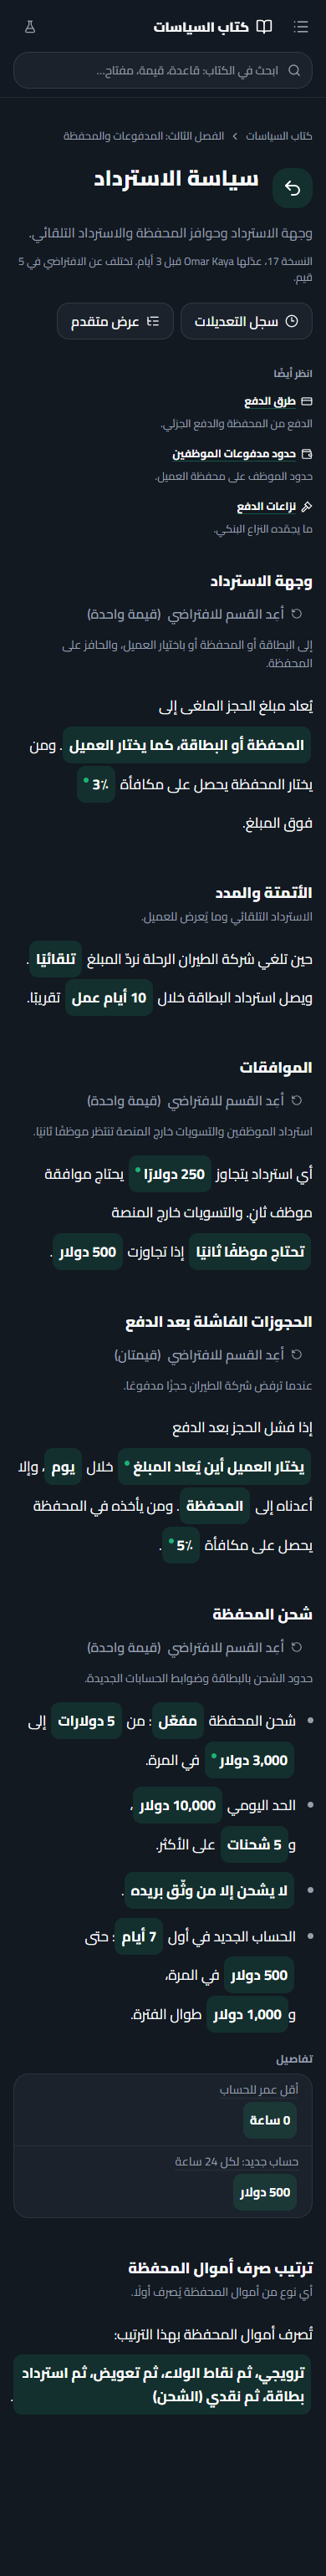 كتاب السياسات
ابحث في الكتاب: قاعدة، قيمة، مفتاح...
كتاب السياسات › الفصل الثالث: المدفوعات والمحفظة
سياسة الاسترداد
وجهة الاسترداد وحوافز المحفظة والاسترداد التلقائي.
النسخة 17، عدّلها Omar Kaya قبل 3 أيام. تختلف عن الافتراضي في 5
قيم.
سجل التعديلات
عرض متقدم
انظر أيضًا
طرق الدفع
الدفع من المحفظة والدفع الجزئي.
حدود مدفوعات الموظفين
حدود الموظف على محفظة العميل.
نزاعات الدفع
ما يجمّده النزاع البنكي.
وجهة الاسترداد
أعِد القسم للافتراضي (قيمة واحدة)
إلى البطاقة أو المحفظة أو باختيار العميل، والحافز على
المحفظة.
يُعاد مبلغ الحجز الملغى إلى
المحفظة أو البطاقة، كما يختار العميل. ومن
يختار المحفظة يحصل على مكافأة 3٪
فوق المبلغ.
الأتمتة والمدد
الاسترداد التلقائي وما يُعرض للعميل.
حين تلغي شركة الطيران الرحلة نردّ المبلغ تلقائيًا.
ويصل استرداد البطاقة خلال 10 أيام عمل تقريبًا.
الموافقات
أعِد القسم للافتراضي (قيمة واحدة)
استرداد الموظفين والتسويات خارج المنصة تنتظر موظفًا ثانيًا.
أي استرداد يتجاوز 250 دولارًا يحتاج موافقة
موظف ثانٍ. والتسويات خارج المنصة
تحتاج موظفًا ثانيًا إذا تجاوزت 500 دولار.
الحجوزات الفاشلة بعد الدفع
أعِد القسم للافتراضي (قيمتان)
عندما ترفض شركة الطيران حجزًا مدفوعًا.
إذا فشل الحجز بعد الدفع
يختار العميل أين يُعاد المبلغ خلال يوم، وإلا
أعدناه إلى المحفظة. ومن يأخذه في المحفظة
يحصل على مكافأة 5٪.
شحن المحفظة
أعِد القسم للافتراضي (قيمة واحدة)
حدود الشحن بالبطاقة وضوابط الحسابات الجديدة.
شحن المحفظة مفعّل: من 5 دولارات إلى
3,000 دولار في المرة.
الحد اليومي 10,000 دولار،
و5 شحنات على الأكثر.
لا يشحن إلا من وثّق بريده.
الحساب الجديد في أول 7 أيام: حتى
500 دولار في المرة،
و1,000 دولار طوال الفترة.
تفاصيل
أقل عمر للحساب
0 ساعة
حساب جديد: لكل 24 ساعة
500 دولار
ترتيب صرف أموال المحفظة
أي نوع من أموال المحفظة يُصرف أولًا.
تُصرف أموال المحفظة بهذا الترتيب:
ترويجي، ثم نقاط الولاء، ثم تعويض، ثم استرداد
بطاقة، ثم نقدي (الشحن).